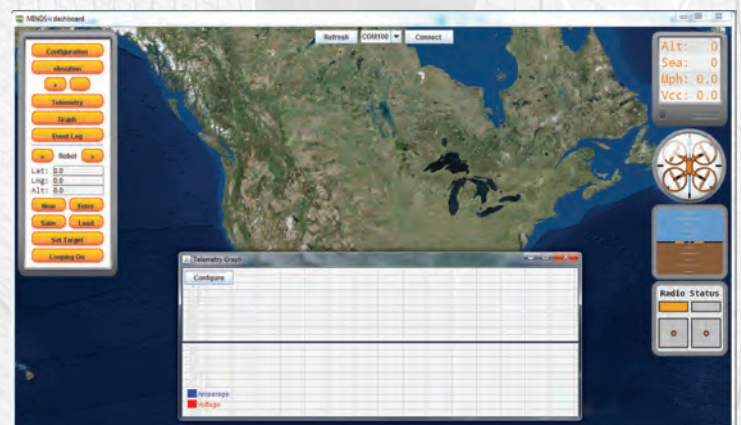 MINDS-i dashboard
Refresh COM100 Connect
Configuration
elevation
Telemetry
Graph
Event Log
< Robot >
Lat: 0.0
Lng: 0.0
Alt: 0.0
New Enter
Save Load
Set Target
Looping On
Alt: 0
Sea: 0
Mph: 0.0
Vcc: 0.0
Radio Status
Telemetry Graph
Configure
Amperage
Voltage